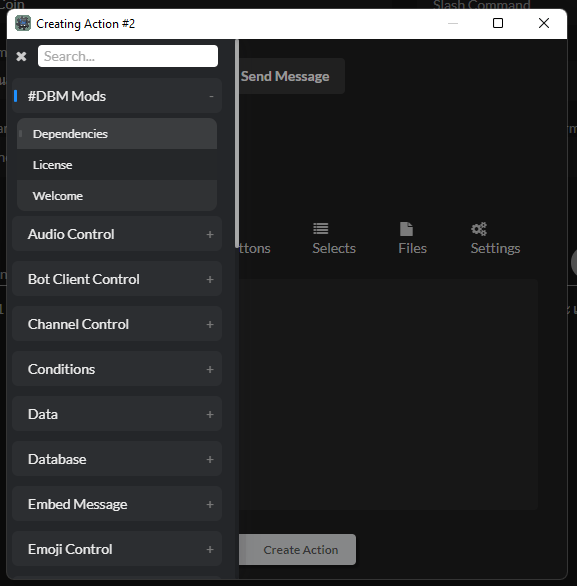 Coin
Slash Command
Creating Action #2
Search...
Send Message
#DBM Mods
-
Dependencies
License
Welcome
Audio Control +
ttons
Selects
Files
Settings
Bot Client Control +
Channel Control +
Conditions +
Data +
Database +
Embed Message +
Emoji Control +
Create Action